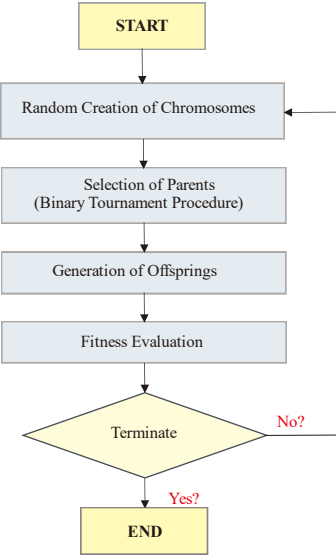 START
Random Creation of Chromosomes
Selection of Parents
(Binary Tournament Procedure)
Generation of Offsprings
Fitness Evaluation
Terminate
No?
Yes?
END